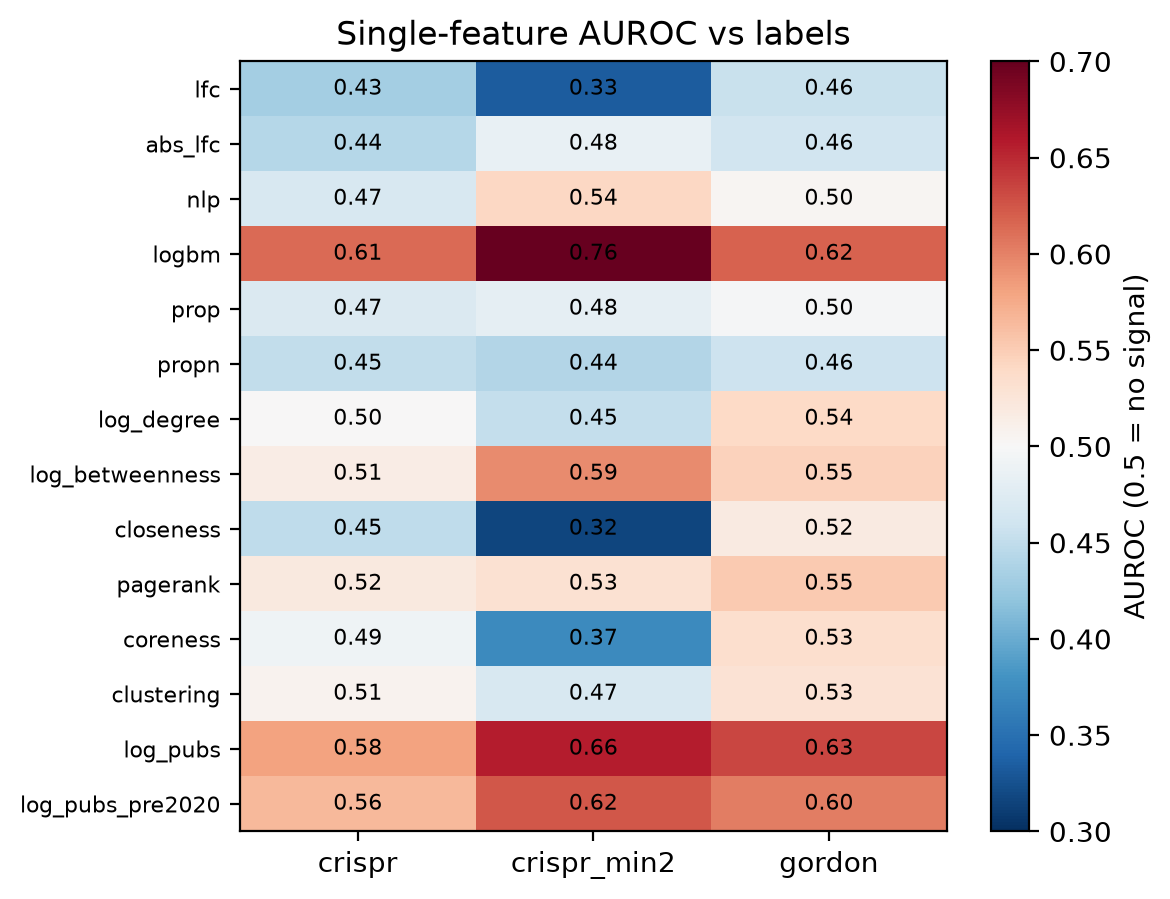 Single-feature AUROC vs labels
lfc 0.43 0.33 0.46
abs_lfc 0.44 0.48 0.46
nlp 0.47 0.54 0.50
logbm 0.61 0.76 0.62
prop 0.47 0.48 0.50
propn 0.45 0.44 0.46
log_degree 0.50 0.45 0.54
log_betweenness 0.51 0.59 0.55
closeness 0.45 0.32 0.52
pagerank 0.52 0.53 0.55
coreness 0.49 0.37 0.53
clustering 0.51 0.47 0.53
log_pubs 0.58 0.66 0.63
log_pubs_pre2020 0.56 0.62 0.60
crispr crispr_min2 gordon
0.70
0.65
0.60
0.55
0.50
0.45
0.40
0.35
0.30
AUROC (0.5 = no signal)